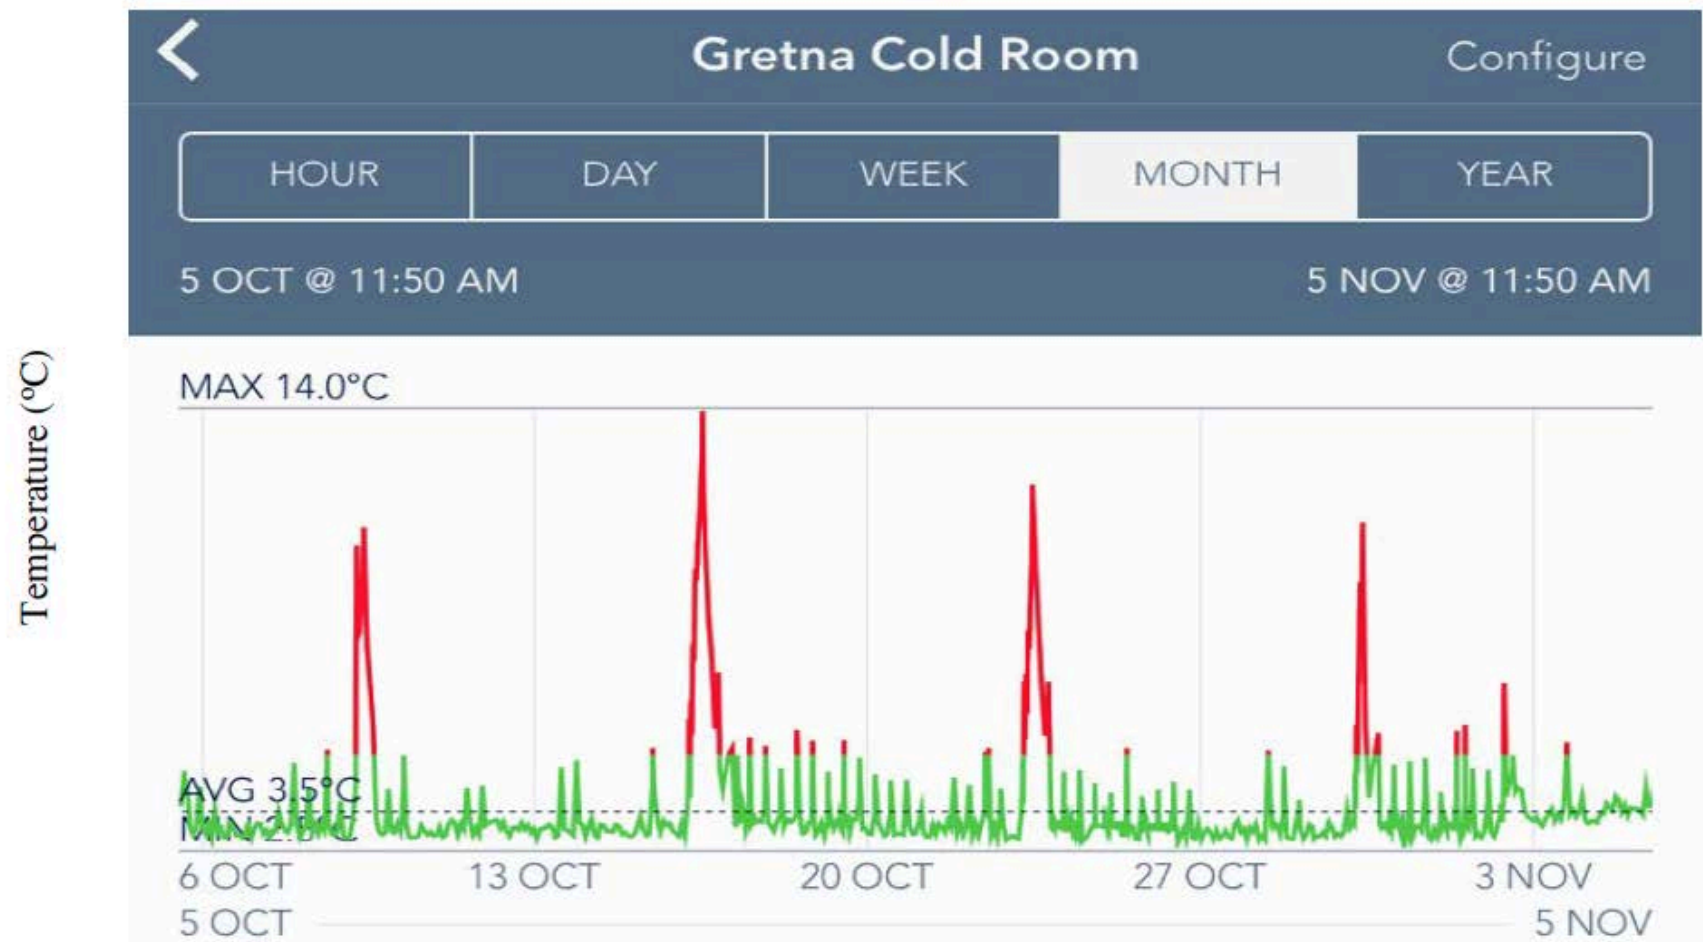 Gretna Cold Room Configure
HOUR DAY WEEK MONTH YEAR
5 OCT @ 11:50 AM 5 NOV @ 11:50 AM
Temperature (ºC)
MAX 14.0°C
AVG 3.5°C
MIN
6 OCT 13 OCT 20 OCT 27 OCT 3 NOV
5 OCT 5 NOV